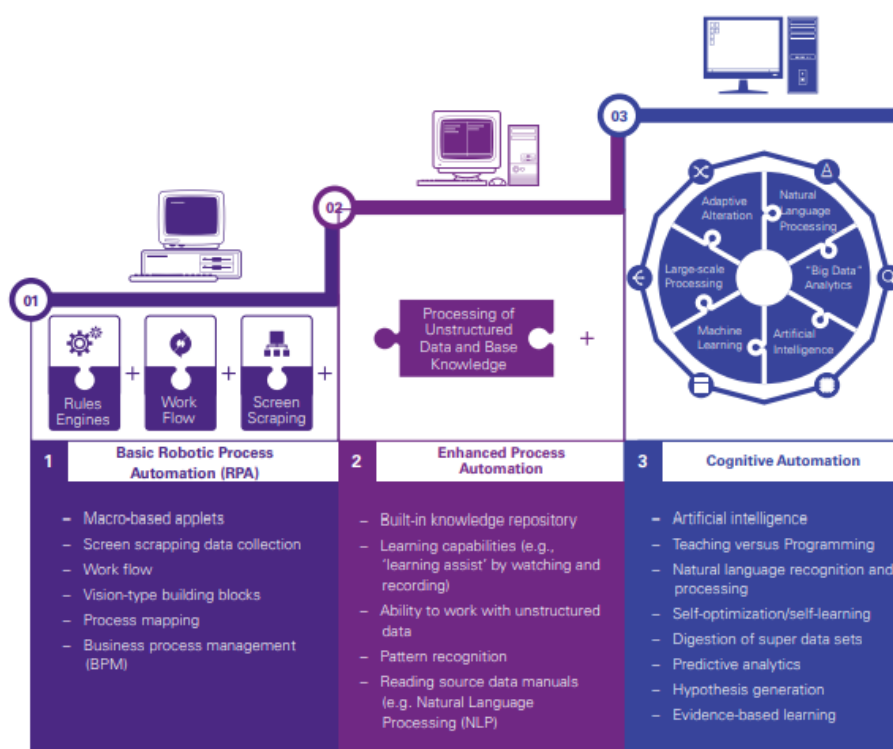 01
02
03
Rules
Engines
+
Work
Flow
+
Screen
Scraping
+
Processing of
Unstructured
Data and Base
Knowledge
+
Adaptive
Alteration
Natural
Language
Processing
Large-scale
Processing
"Big Data"
Analytics
Machine
Learning
Artificial
Intelligence
1
Basic Robotic Process
Automation (RPA)
– Macro-based applets
– Screen scrapping data collection
– Work flow
– Vision-type building blocks
– Process mapping
– Business process management
(BPM)
2
Enhanced Process
Automation
– Built-in knowledge repository
– Learning capabilities (e.g.,
'learning assist' by watching and
recording)
– Ability to work with unstructured
data
– Pattern recognition
– Reading source data manuals
(e.g. Natural Language
Processing (NLP)
3
Cognitive Automation
– Artificial intelligence
– Teaching versus Programming
– Natural language recognition and
processing
– Self-optimization/self-learning
– Digestion of super data sets
– Predictive analytics
– Hypothesis generation
– Evidence-based learning